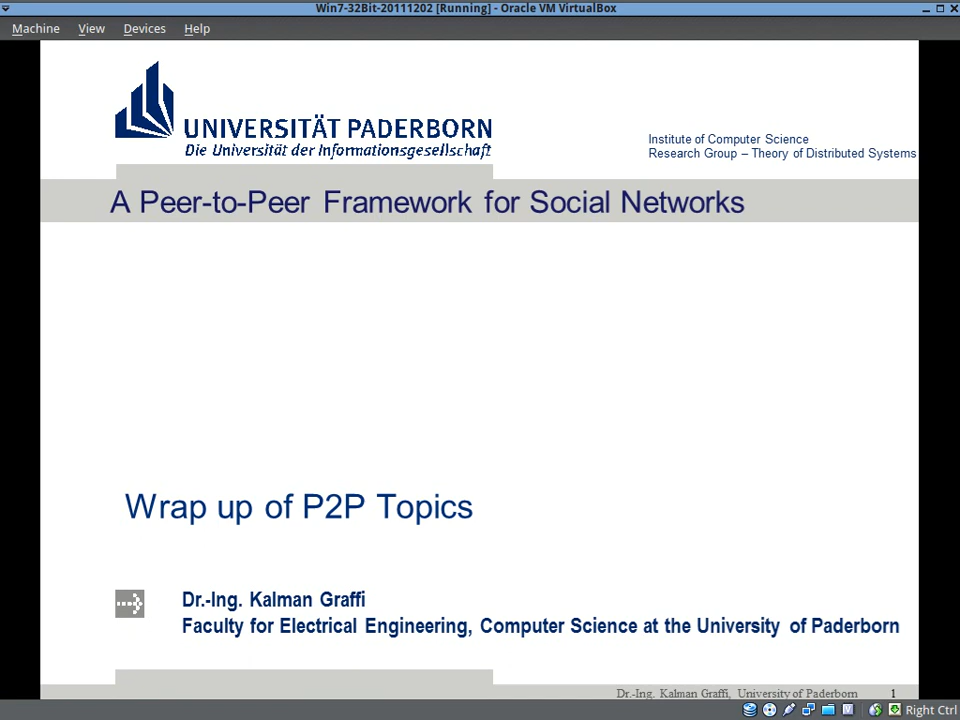 Win7-32Bit-20111202 [Running] - Oracle VM VirtualBox
Machine View Devices Help
UNIVERSITÄT PADERBORN
Die Universität der Informationsgesellschaft
Institute of Computer Science
Research Group – Theory of Distributed Systems
A Peer-to-Peer Framework for Social Networks
Wrap up of P2P Topics
Dr.-Ing. Kalman Graffi
Faculty for Electrical Engineering, Computer Science at the University of Paderborn
Dr.-Ing. Kalman Graffi, University of Paderborn 1
Right Ctrl